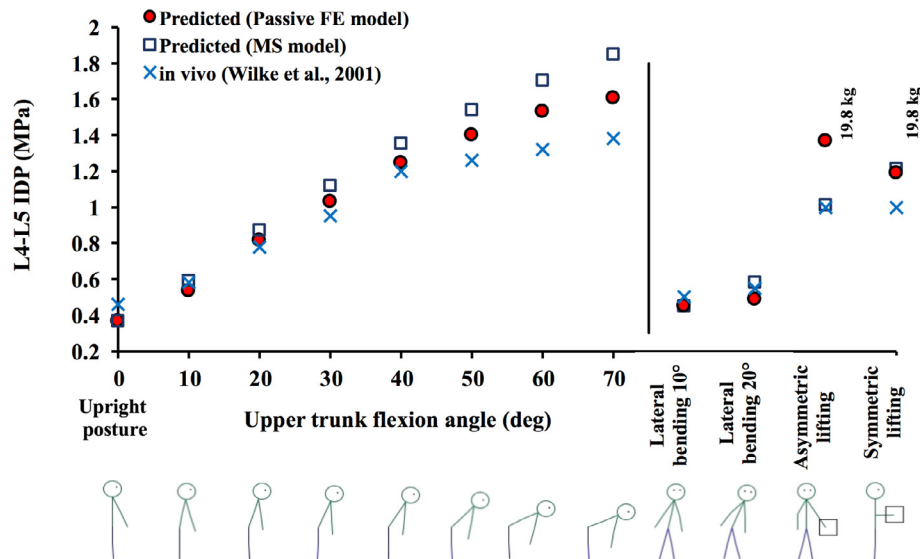 Predicted (Passive FE model)
Predicted (MS model)
in vivo (Wilke et al., 2001)
L4-L5 IDP (MPa)
2
1.8
1.6
1.4
1.2
1
0.8
0.6
0.4
0.2
0
10
20
30
40
50
60
70
Upright
posture
Upper trunk flexion angle (deg)
19.8 kg
19.8 kg
Lateral
bending 10°
Lateral
bending 20°
Asymmetric
lifting
Symmetric
lifting